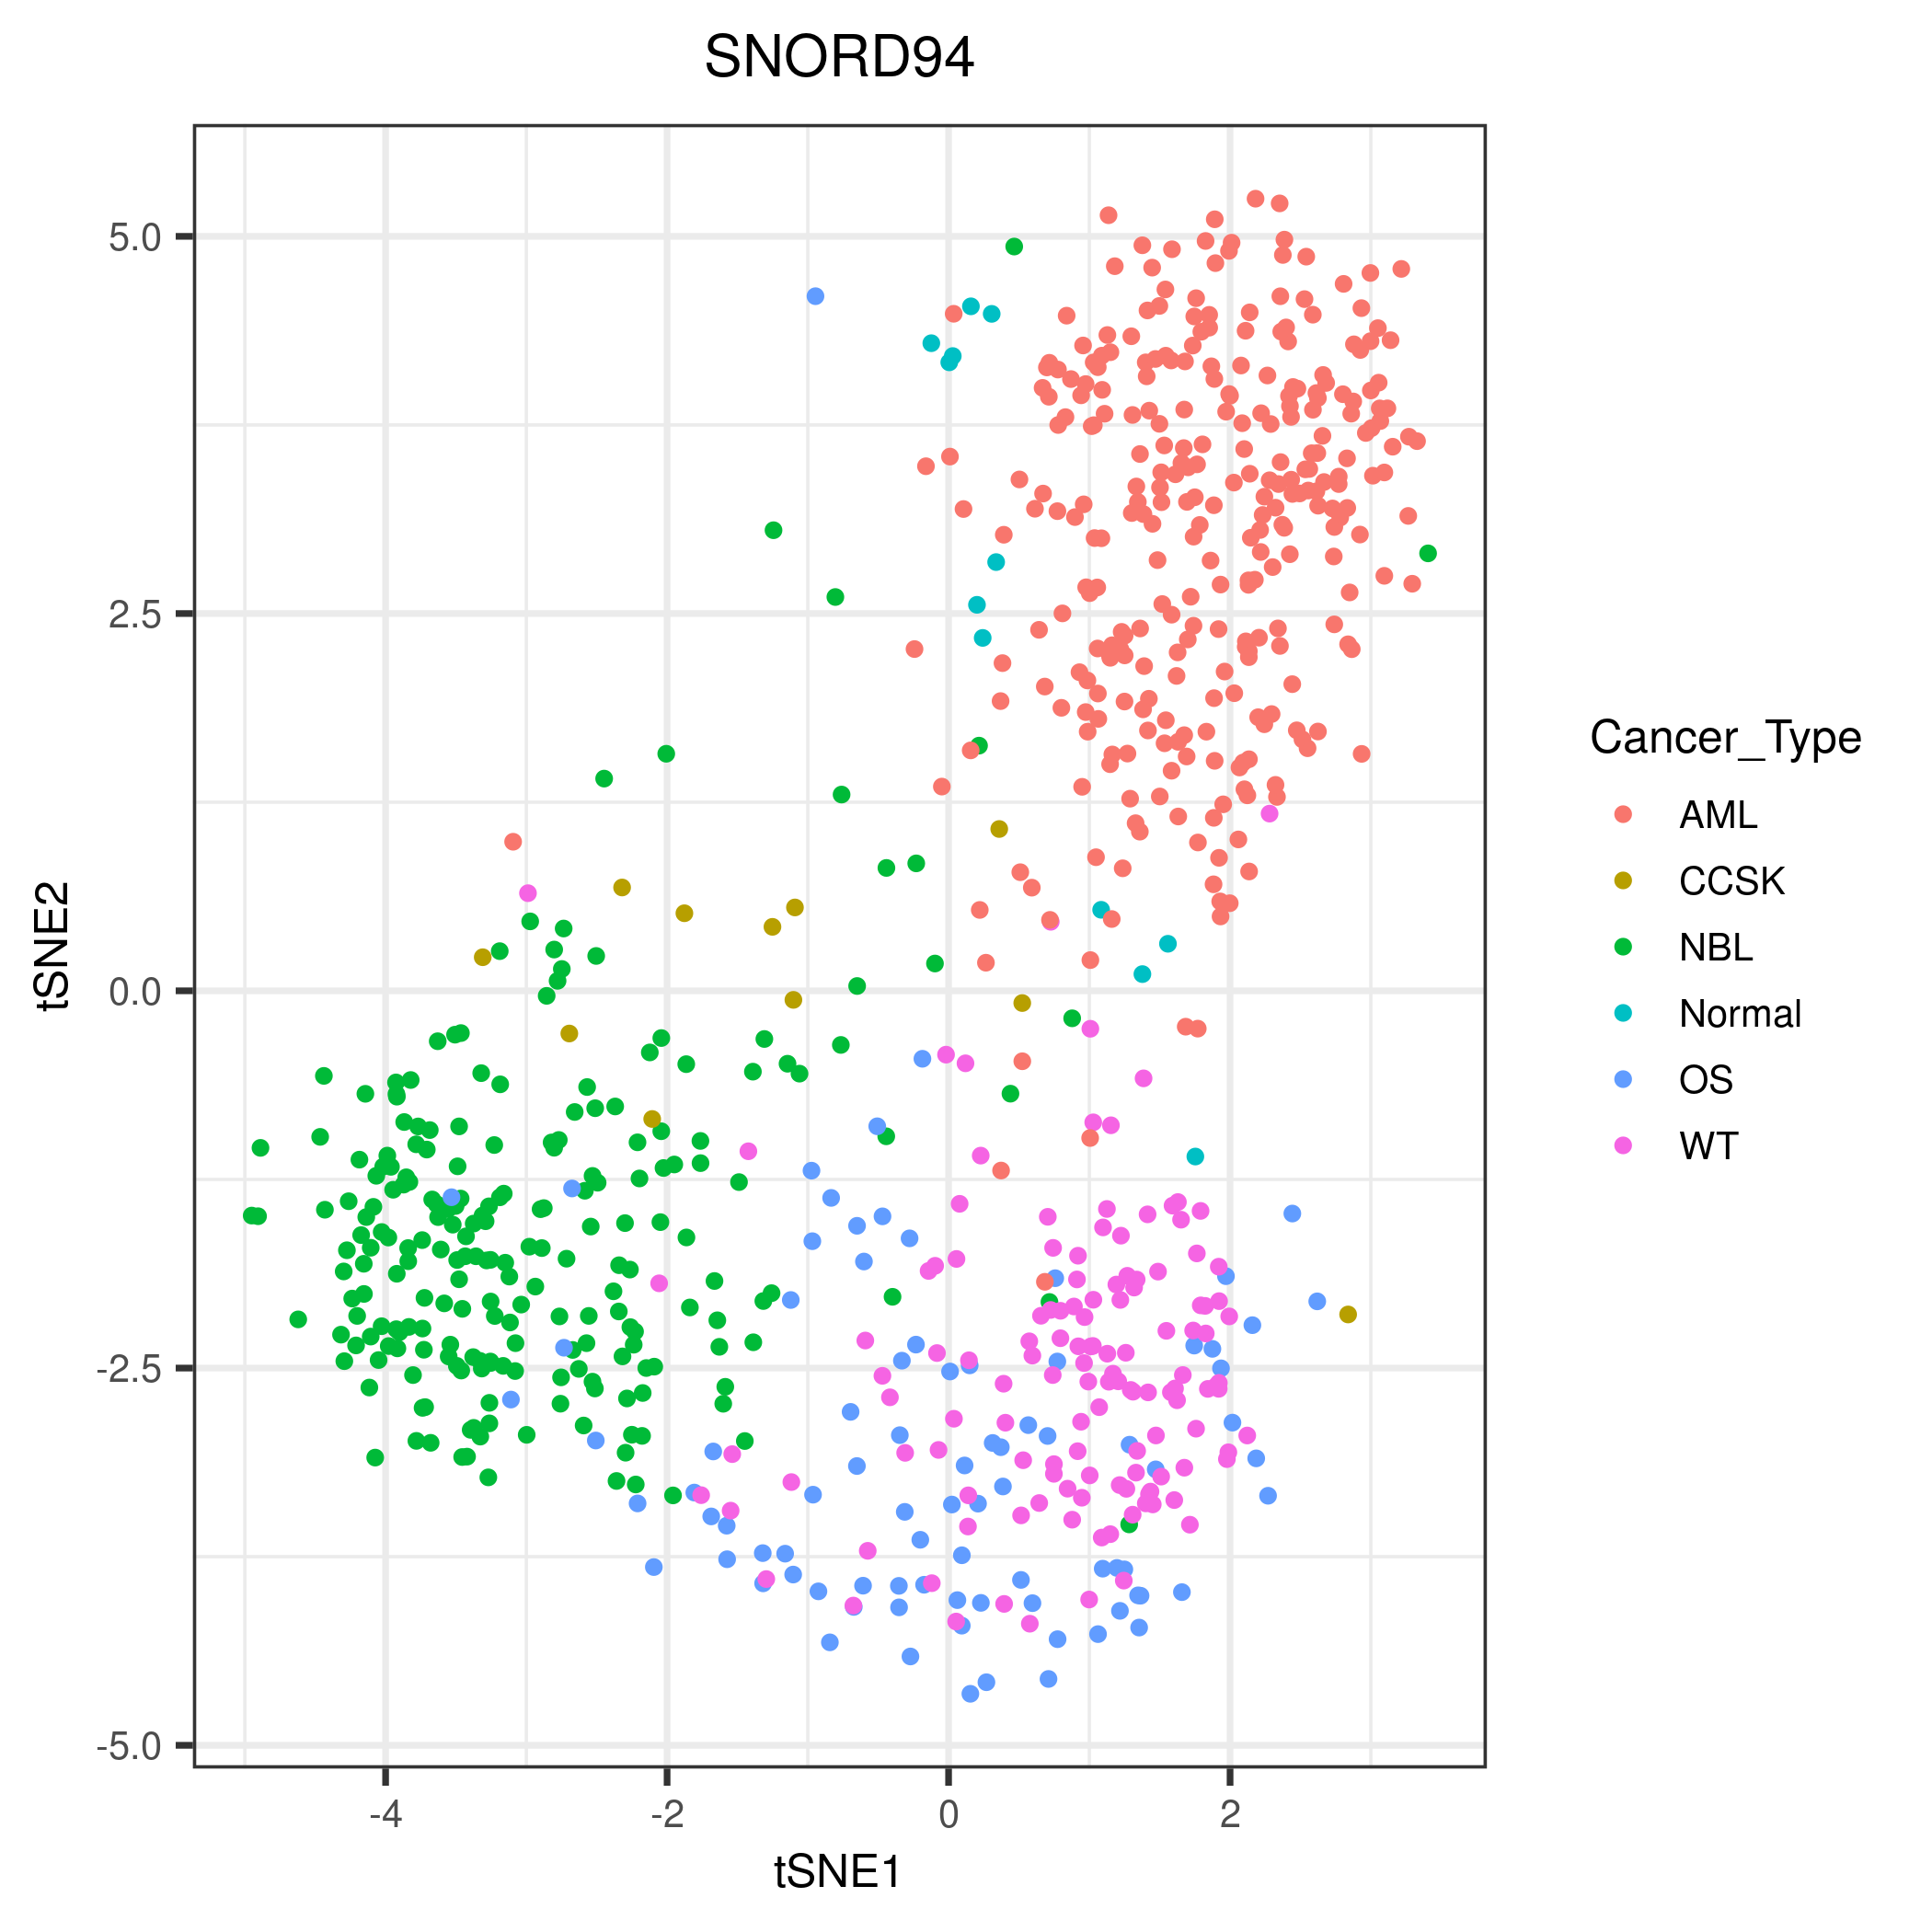 SNORD94
5.0
2.5
0.0
-2.5
-5.0
tSNE2
-4
-2
0
2
tSNE1
Cancer_Type
AML
CCSK
NBL
Normal
OS
WT